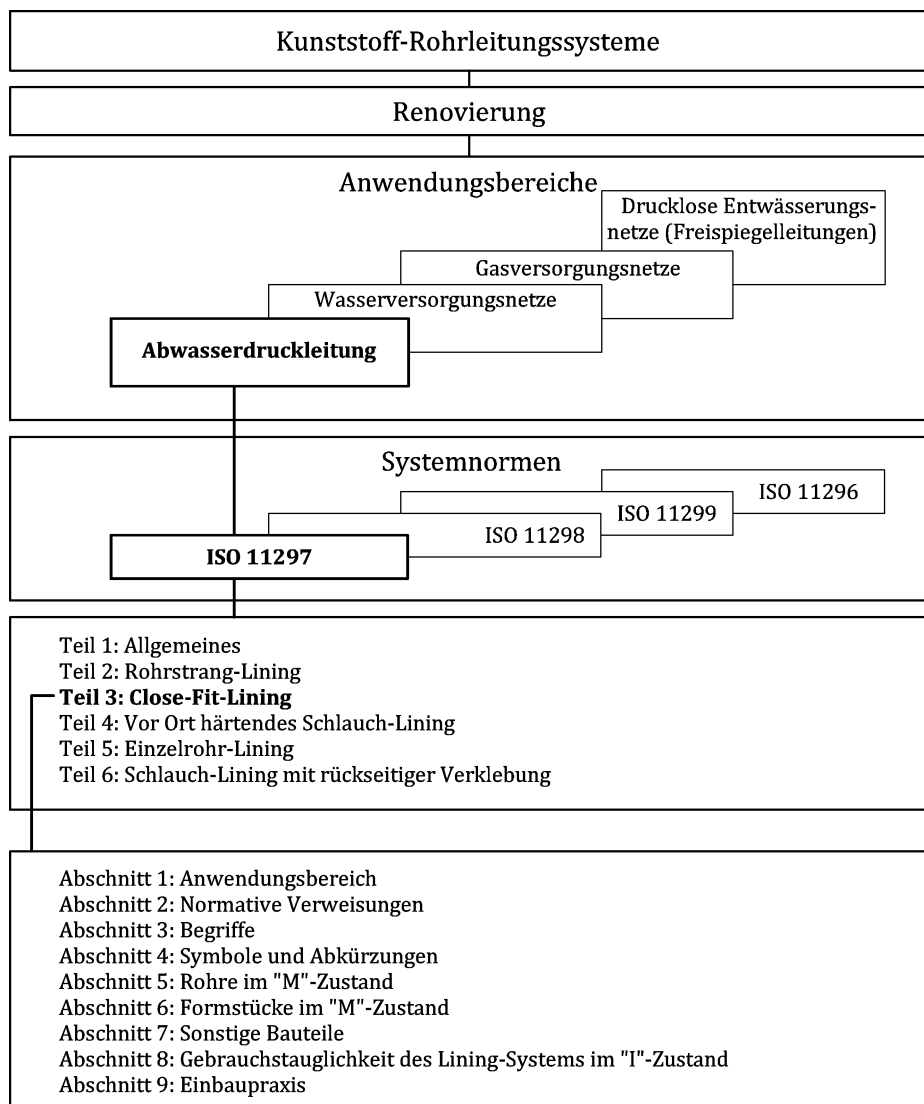 Kunststoff-Rohrleitungssysteme
Renovierung
Anwendungsbereiche
Drucklose Entwässerungs-
netze (Freispiegelleitungen)
Gasversorgungsnetze
Wasserversorgungsnetze
Abwasserdruckleitung
Systemnormen
ISO 11296
ISO 11299
ISO 11298
ISO 11297
Teil 1: Allgemeines
Teil 2: Rohrstrang-Lining
Teil 3: Close-Fit-Lining
Teil 4: Vor Ort härtendes Schlauch-Lining
Teil 5: Einzelrohr-Lining
Teil 6: Schlauch-Lining mit rückseitiger Verklebung
Abschnitt 1: Anwendungsbereich
Abschnitt 2: Normative Verweisungen
Abschnitt 3: Begriffe
Abschnitt 4: Symbole und Abkürzungen
Abschnitt 5: Rohre im "M"-Zustand
Abschnitt 6: Formstücke im "M"-Zustand
Abschnitt 7: Sonstige Bauteile
Abschnitt 8: Gebrauchstauglichkeit des Lining-Systems im "I"-Zustand
Abschnitt 9: Einbaupraxis